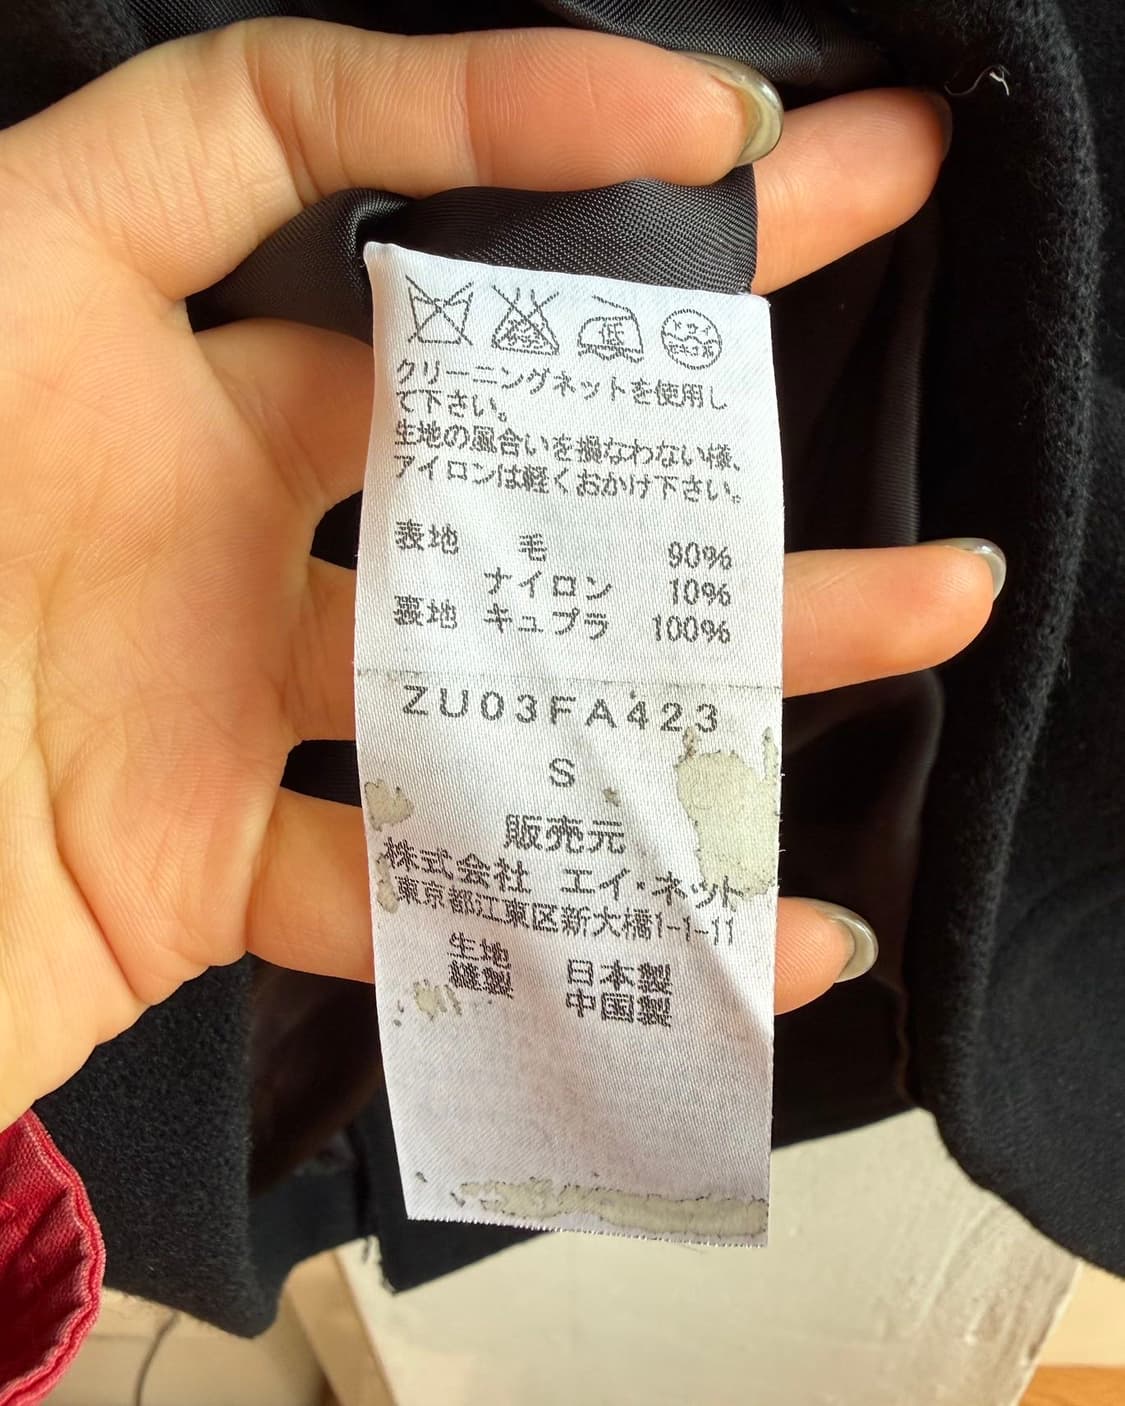 低
クリーニングネットを使用し
て下さい。
生地の風合いを損なわない様、
アイロンは軽くおかけ下さい。
表地 毛 90%
ナイロン 10%
裏地 キュプラ 100%
ZU03FA423
S
販売元
株式会社 エイ・ネット
東京都江東区新大橋1-1-11
生地 日本製
縫製 中国製